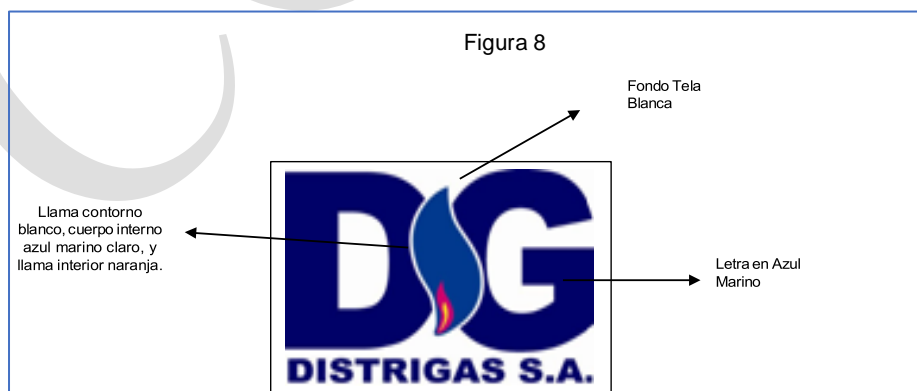 Figura 8
Fondo Tela
Blanca
Llama contorno
blanco, cuerpo interno
azul marino claro, y
llama interior naranja.
Letra en Azul
Marino
DG
DISTRIGAS S.A.